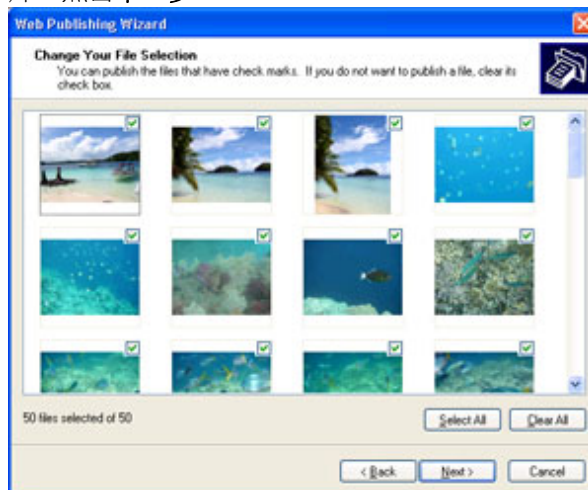 Web Publishing Wizard
Change Your File Selection
You can publish the files that have check marks. If you do not want to publish a file, clear its
check box.
50 files selected of 50
Select All
Clear All
< Back
Next >
Cancel